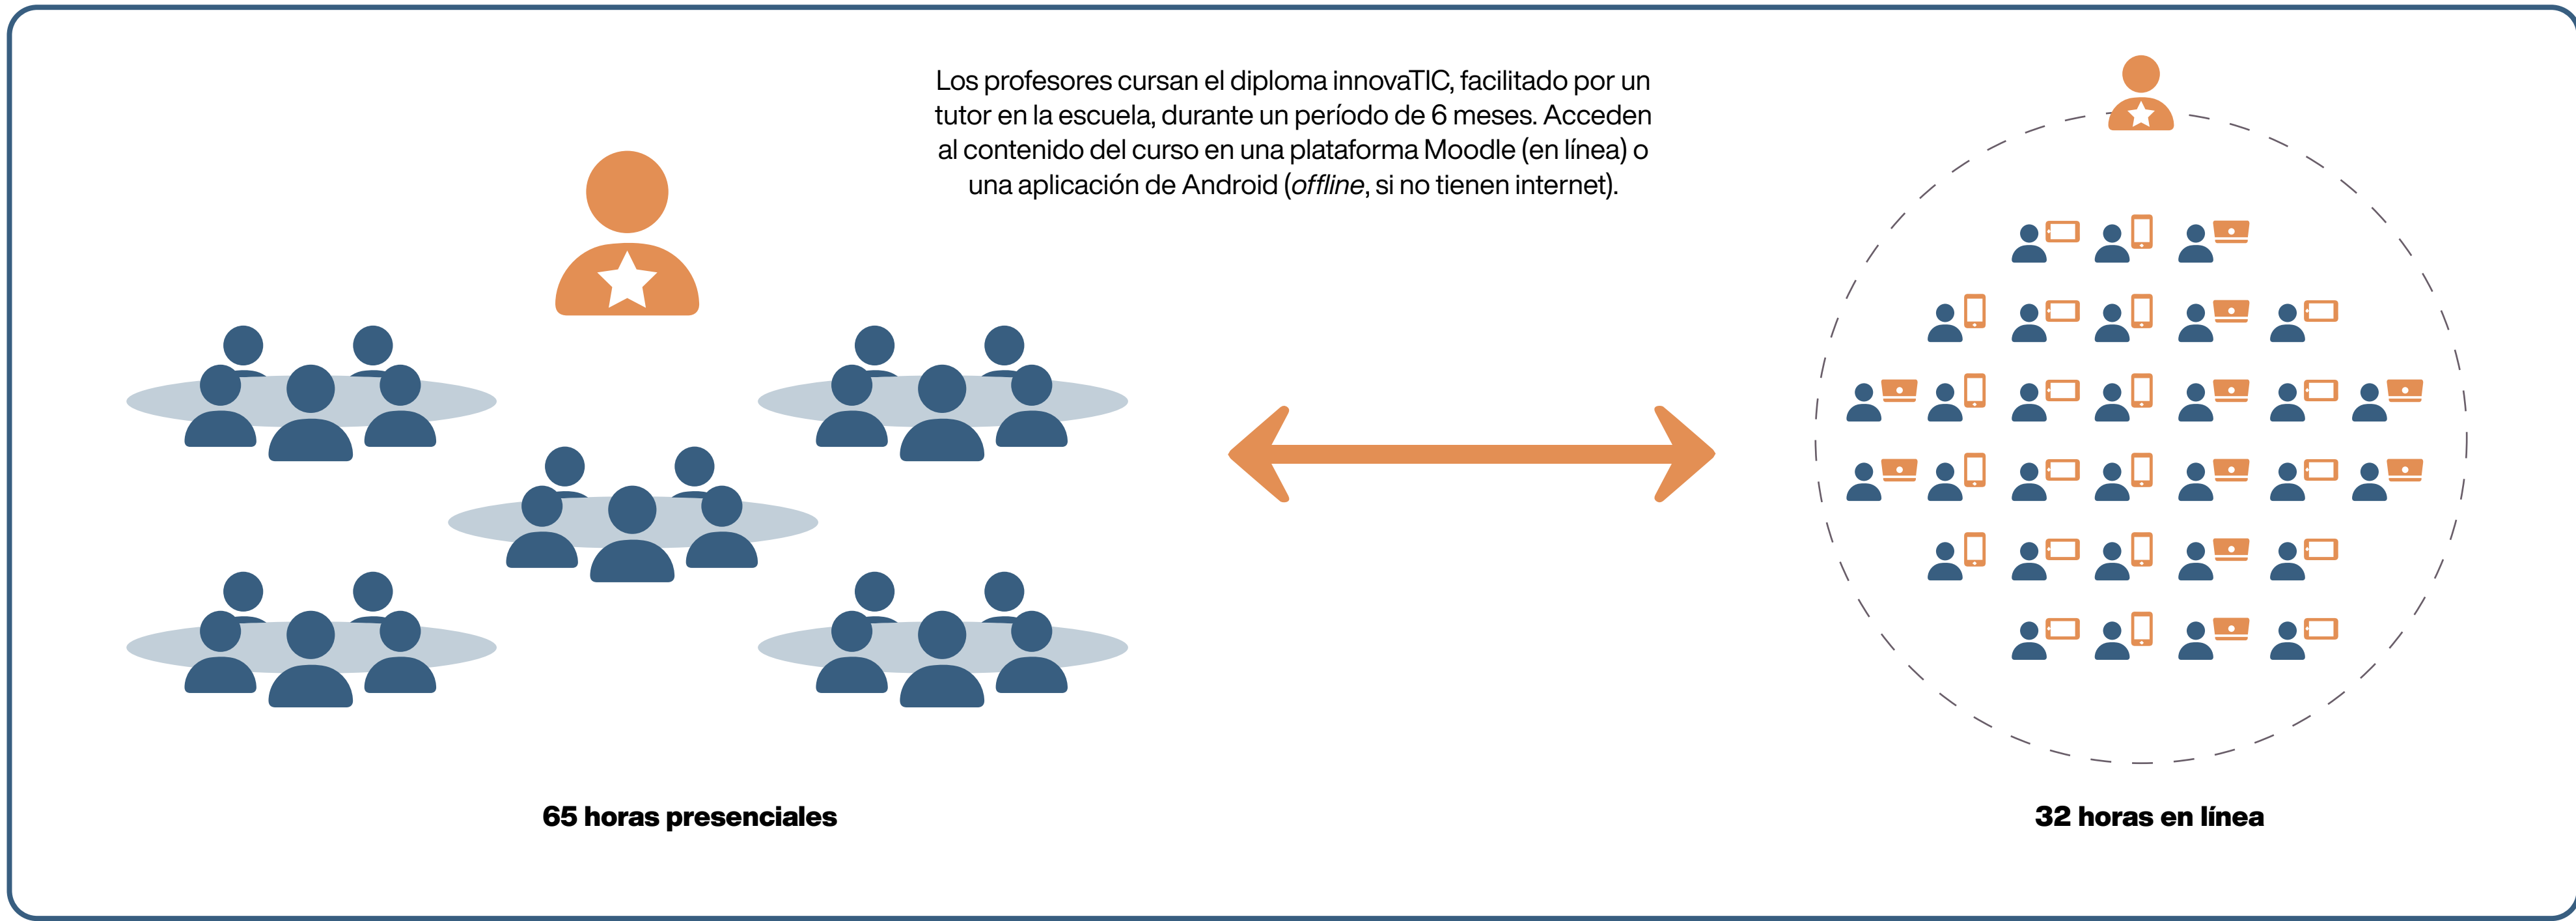 Los profesores cursan el diploma innovaTIC, facilitado por un
tutor en la escuela, durante un período de 6 meses. Acceden
al contenido del curso en una plataforma Moodle (en línea) o
una aplicación de Android (offline, si no tienen internet).
65 horas presenciales
32 horas en línea